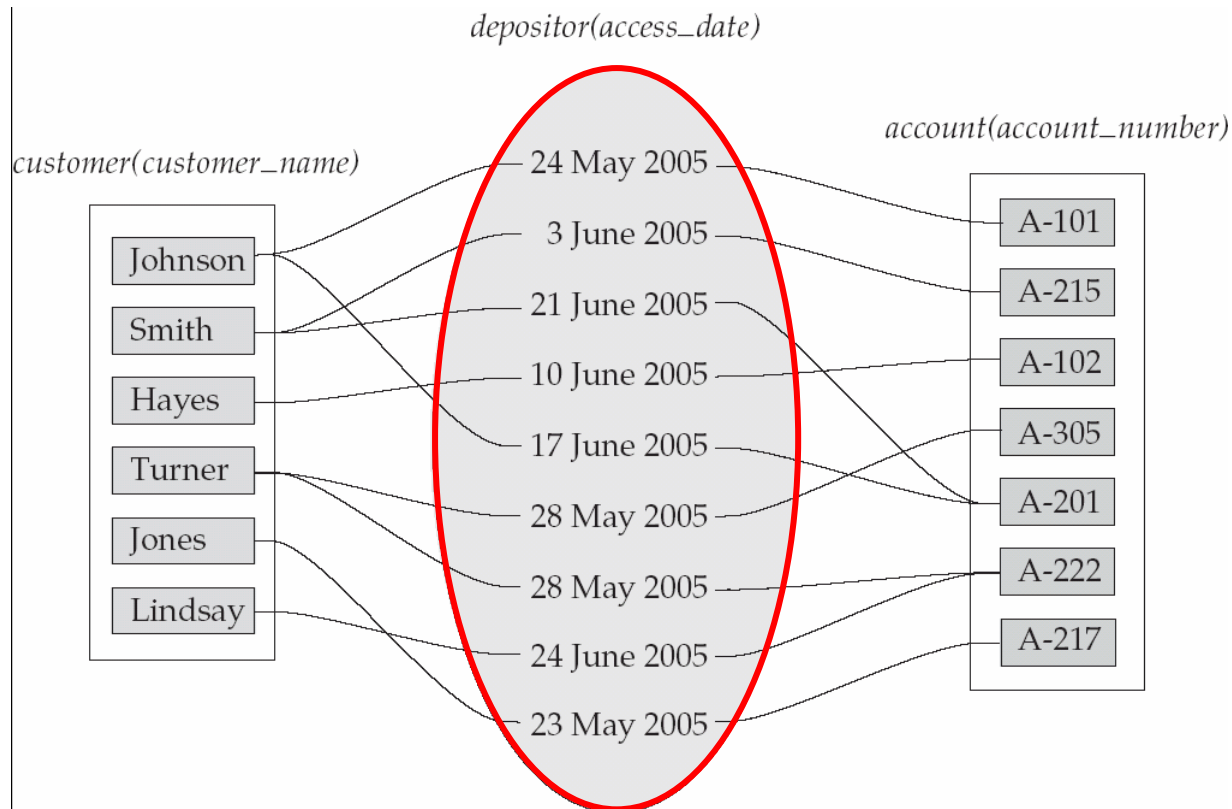 depositor(access_date)
account(account_number)
customer(customer_name)
Johnson
Smith
Hayes
Turner
Jones
Lindsay
24 May 2005
3 June 2005
21 June 2005
10 June 2005
17 June 2005
28 May 2005
28 May 2005
24 June 2005
23 May 2005
A-101
A-215
A-102
A-305
A-201
A-222
A-217